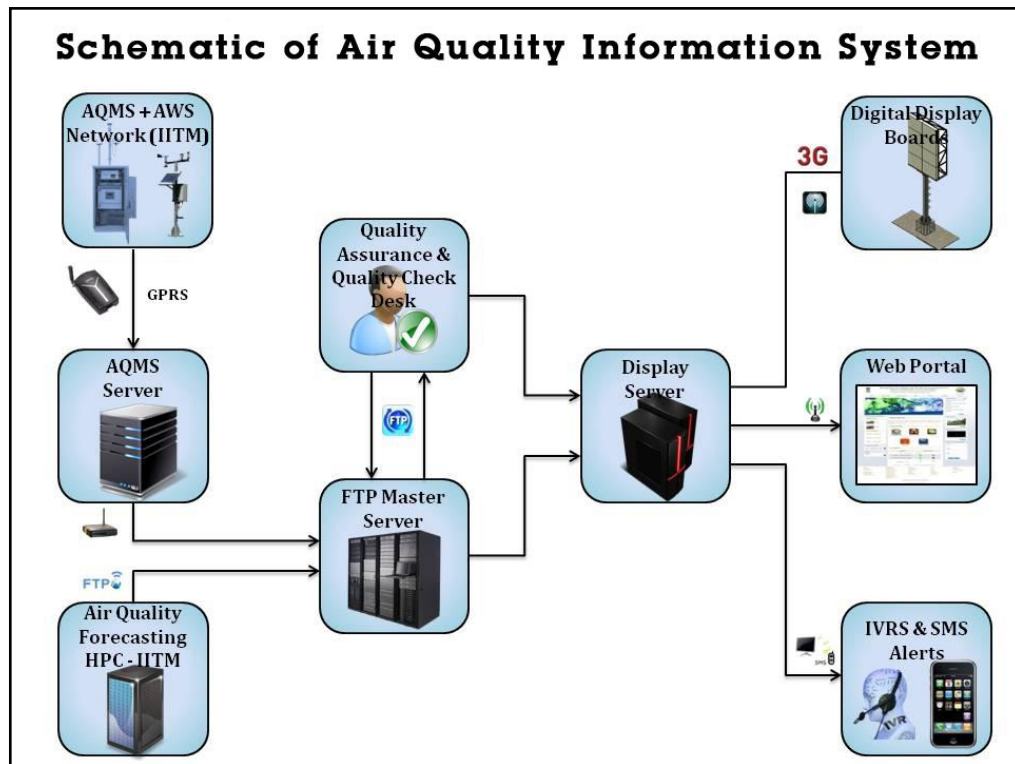 Schematic of Air Quality Information System
AQMS + AWS
Network (IITM)
GPRS
AQMS
Server
FTP
Air Quality
Forecasting
HPC - IITM
Quality
Assurance &
Quality Check
Desk
FTP
FTP Master
Server
Display
Server
3G
Digital Display
Boards
Web Portal
SMS
IVRS & SMS
Alerts
IVR